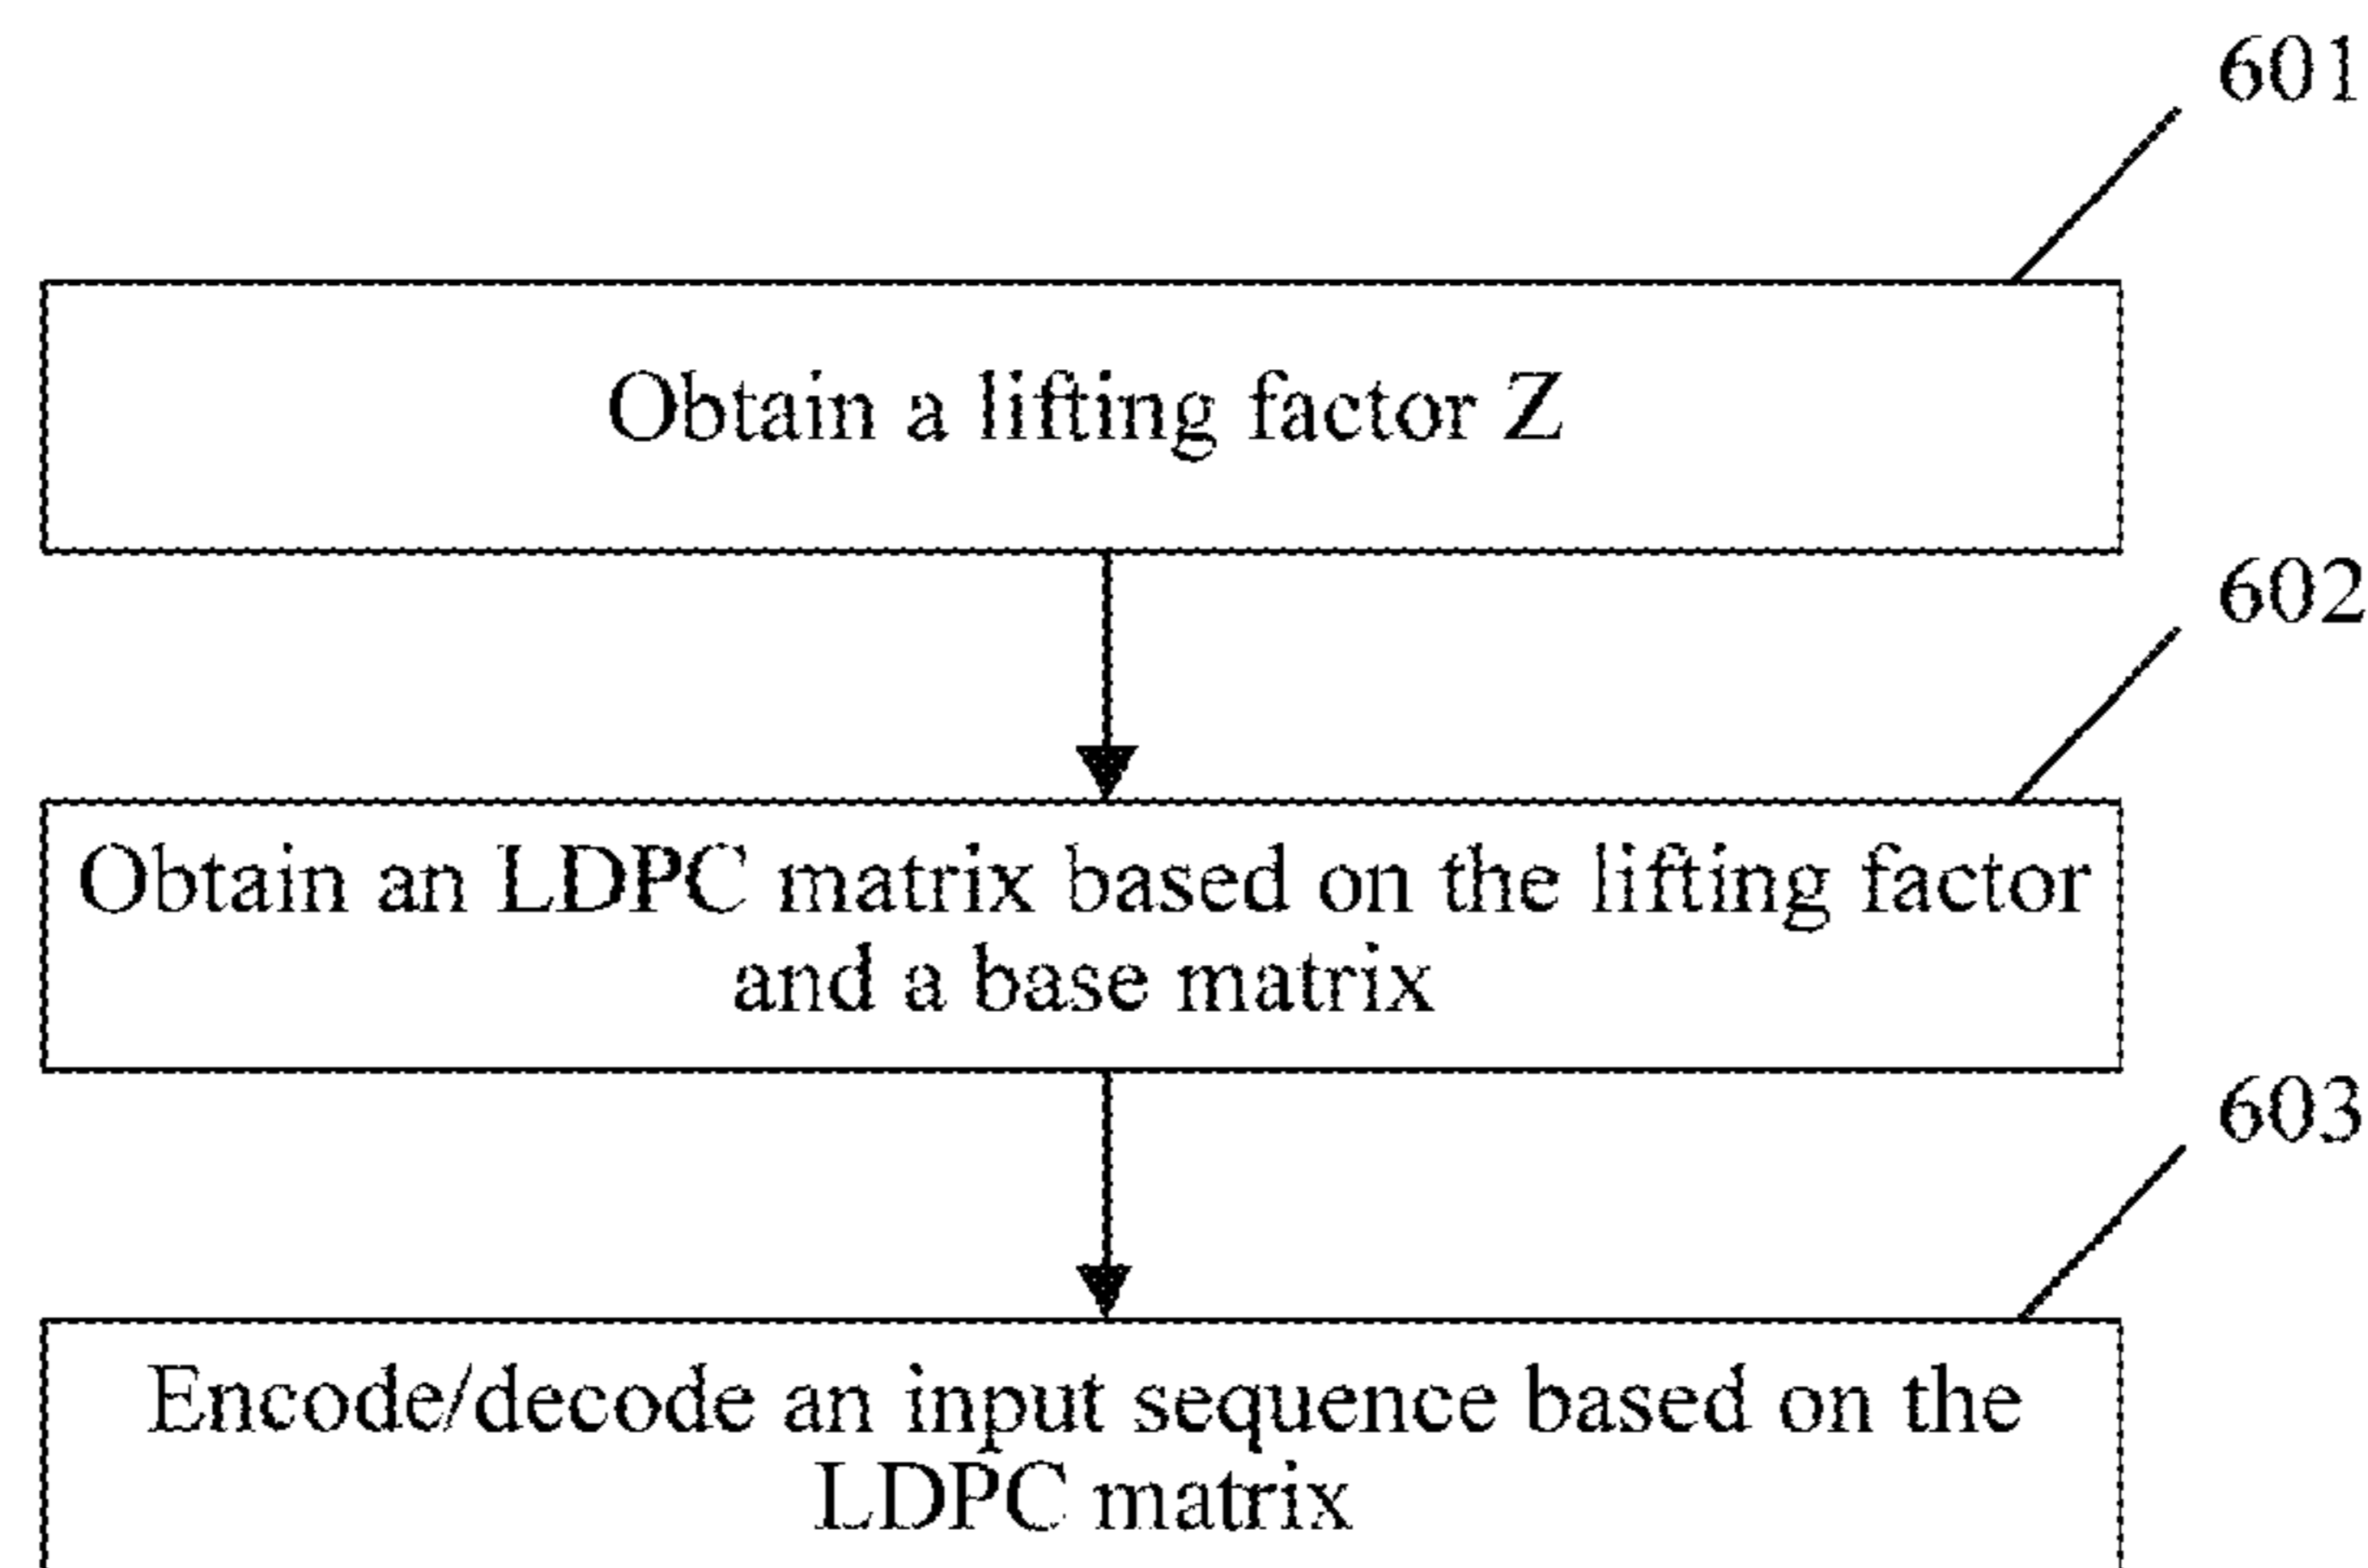 601
Obtain a lifting factor Z
602
Obtain an LDPC matrix based on the lifting factor
and a base matrix
603
Encode/decode an input sequence based on the
LDPC matrix